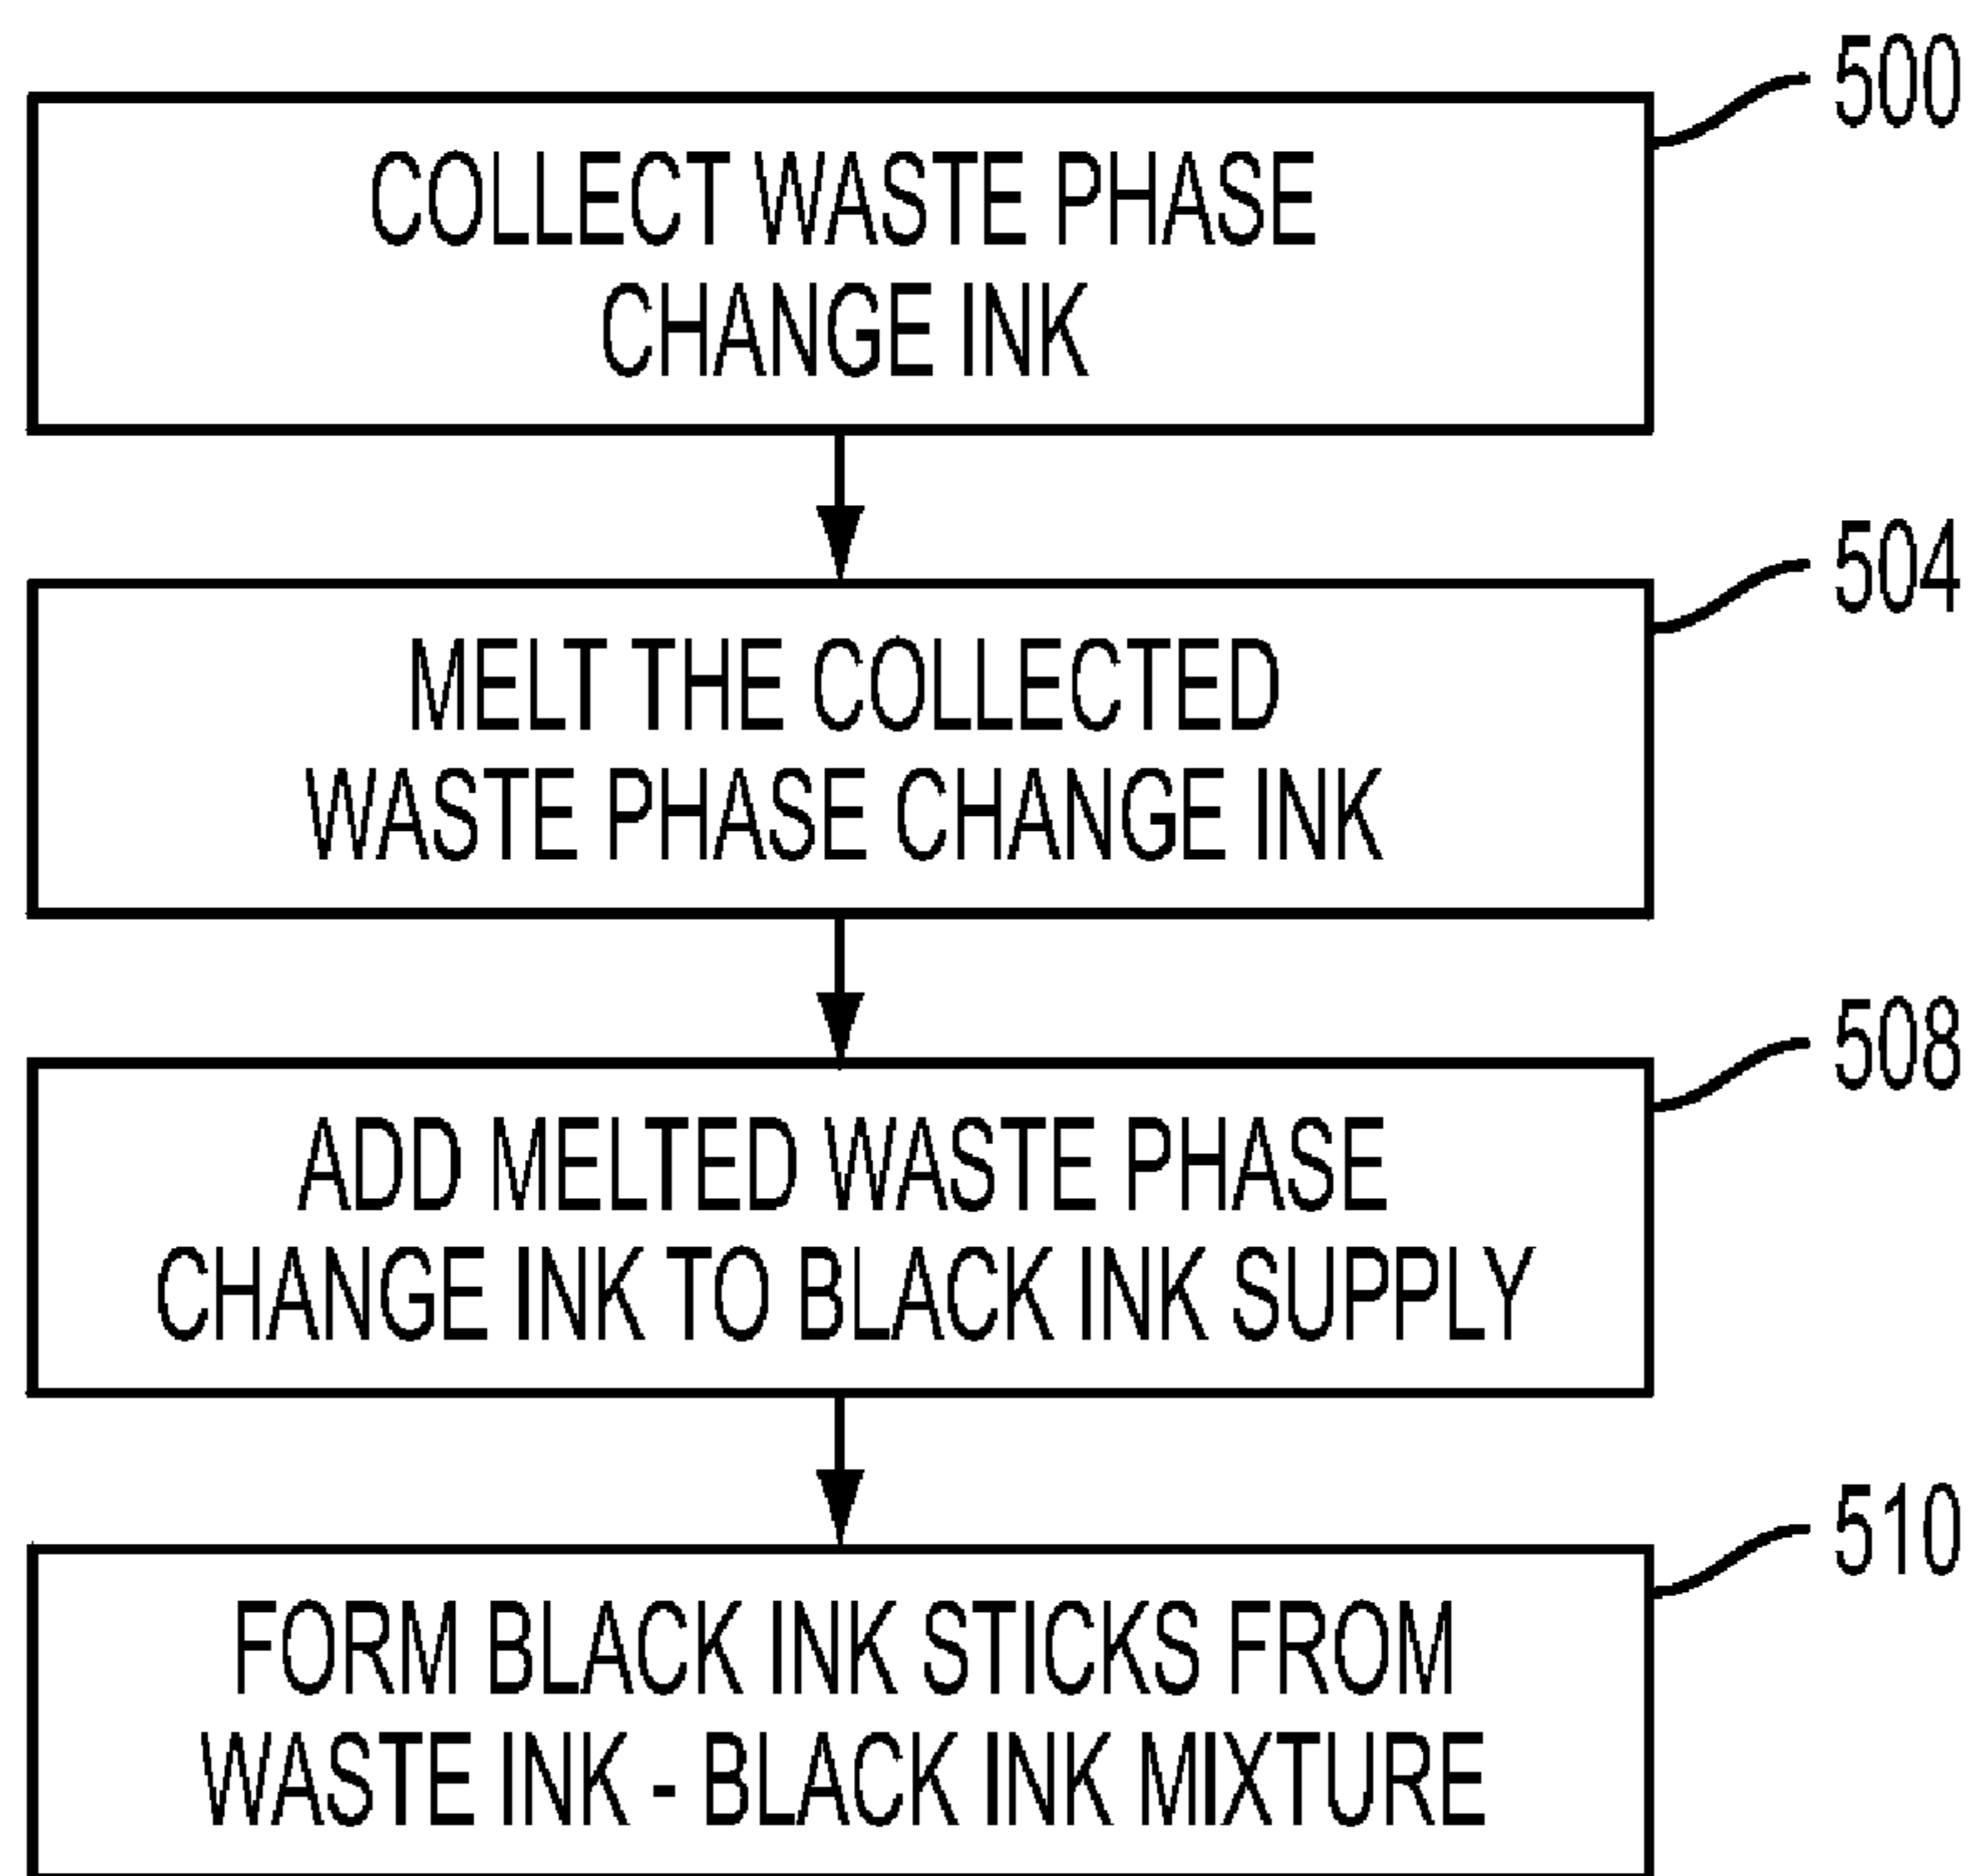 500
COLLECT WASTE PHASE
CHANGE INK
504
MELT THE COLLECTED
WASTE PHASE CHANGE INK
508
ADD MELTED WASTE PHASE
CHANGE INK TO BLACK INK SUPPLY
510
FORM BLACK INK STICKS FROM
WASTE INK - BLACK INK MIXTURE